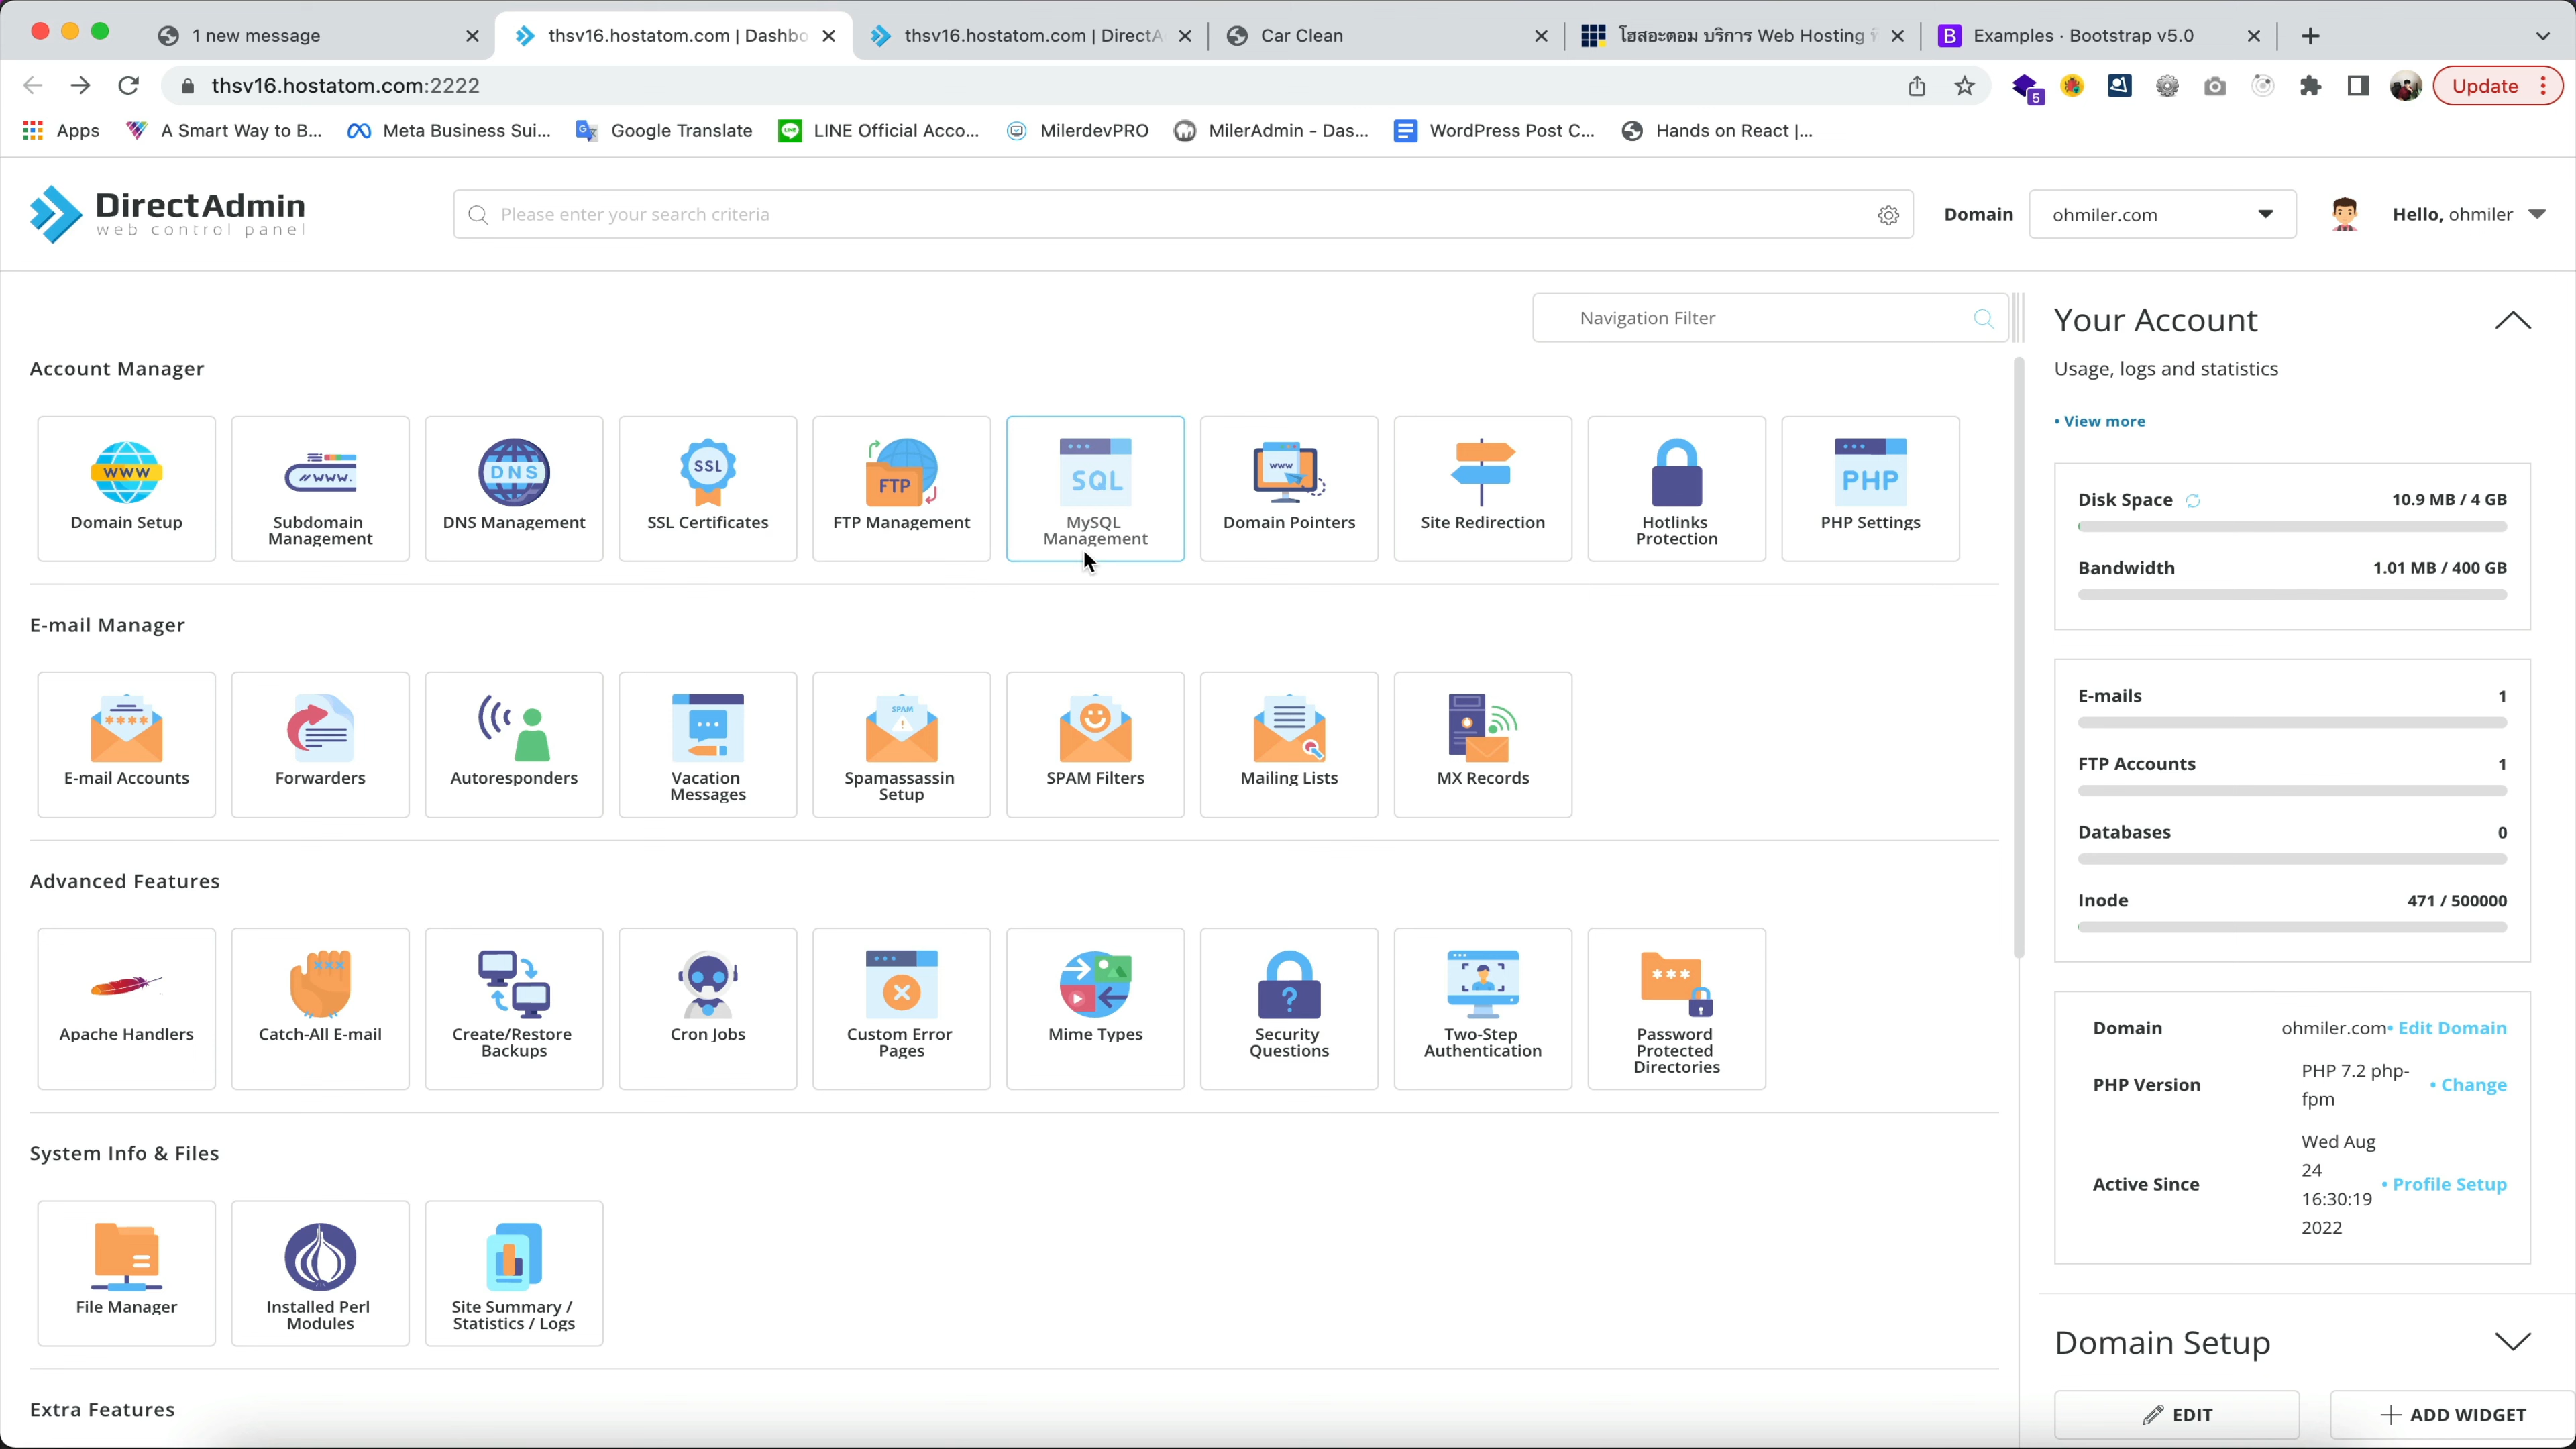 1 new message
thsv16.hostatom.com | Dashbo
thsv16.hostatom.com | DirectA
Car Clean
โฮสอะตอม บริการ Web Hosting
Examples · Bootstrap v5.0
thsv16.hostatom.com:2222
5
Update
Apps
A Smart Way to B...
Meta Business Sui...
Google Translate
LINE Official Acco...
MilerdevPRO
MilerAdmin - Das...
WordPress Post C...
Hands on React |...
DirectAdmin
web control panel
Please enter your search criteria
Domain
ohmiler.com
Hello, ohmiler
Navigation Filter
Account Manager
WWW
Domain Setup
//www.
Subdomain
Management
DNS
DNS Management
SSL
SSL Certificates
FTP
FTP Management
SQL
MySQL
Management
www
Domain Pointers
Site Redirection
Hotlinks
Protection
PHP
PHP Settings
E-mail Manager
E-mail Accounts
Forwarders
Autoresponders
Vacation
Messages
SPAM
Spamassassin
Setup
SPAM Filters
Mailing Lists
MX Records
Advanced Features
Apache Handlers
Catch-All E-mail
Create/Restore
Backups
Cron Jobs
Custom Error
Pages
Mime Types
Security
Questions
Two-Step
Authentication
Password
Protected
Directories
System Info & Files
File Manager
Installed Perl
Modules
Site Summary /
Statistics / Logs
Extra Features
Your Account
Usage, logs and statistics
• View more
Disk Space 10.9 MB / 4 GB
Bandwidth 1.01 MB / 400 GB
E-mails 1
FTP Accounts 1
Databases 0
Inode 471 / 500000
Domain ohmiler.com • Edit Domain
PHP Version PHP 7.2 php-
fpm • Change
Active Since Wed Aug
24
16:30:19
2022 • Profile Setup
Domain Setup
EDIT
ADD WIDGET